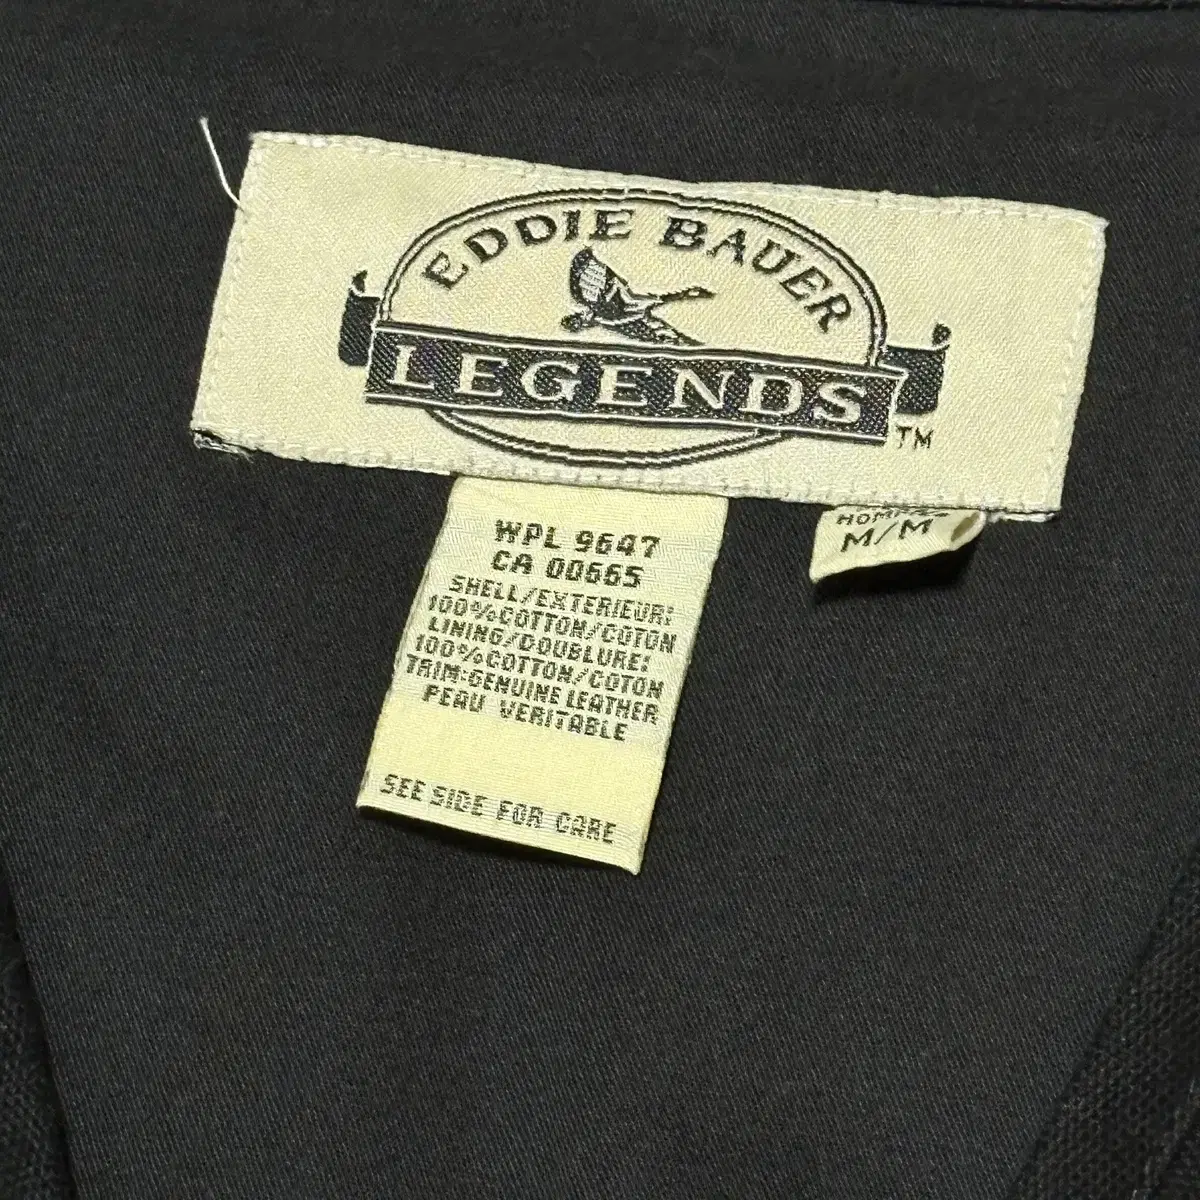 EDDIE BAUER
LEGENDS
TM
M/M
WPL 9647
CA 00665
SHELL/EXTERIEUR:
100%COTTON/COTON
LINING/DOUBLURE:
100%COTTON/COTON
TRIM:GENUINE LEATHER
PEAU VERITABLE
SEE SIDE FOR CARE